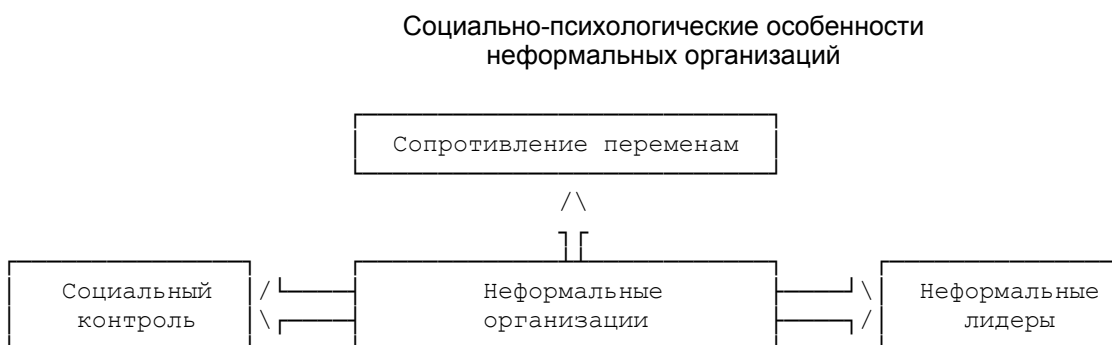 Социально-психологические особенности
неформальных организаций
Сопротивление переменам
Социальный
контроль
Неформальные
организации
Неформальные
лидеры